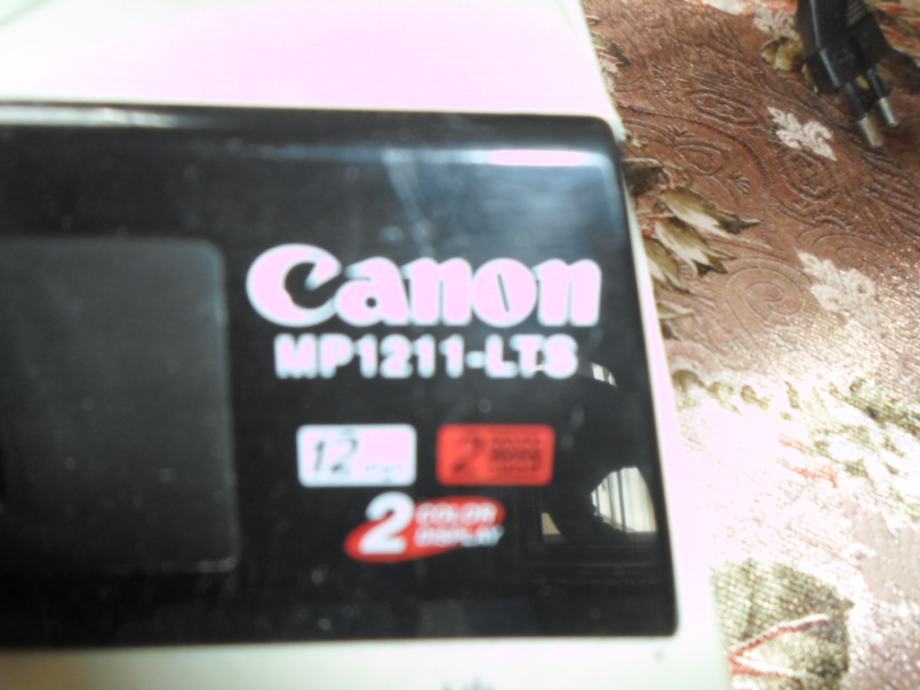 Canon
MP1211-LTS
12
2
2 COLOR
DISPLAY